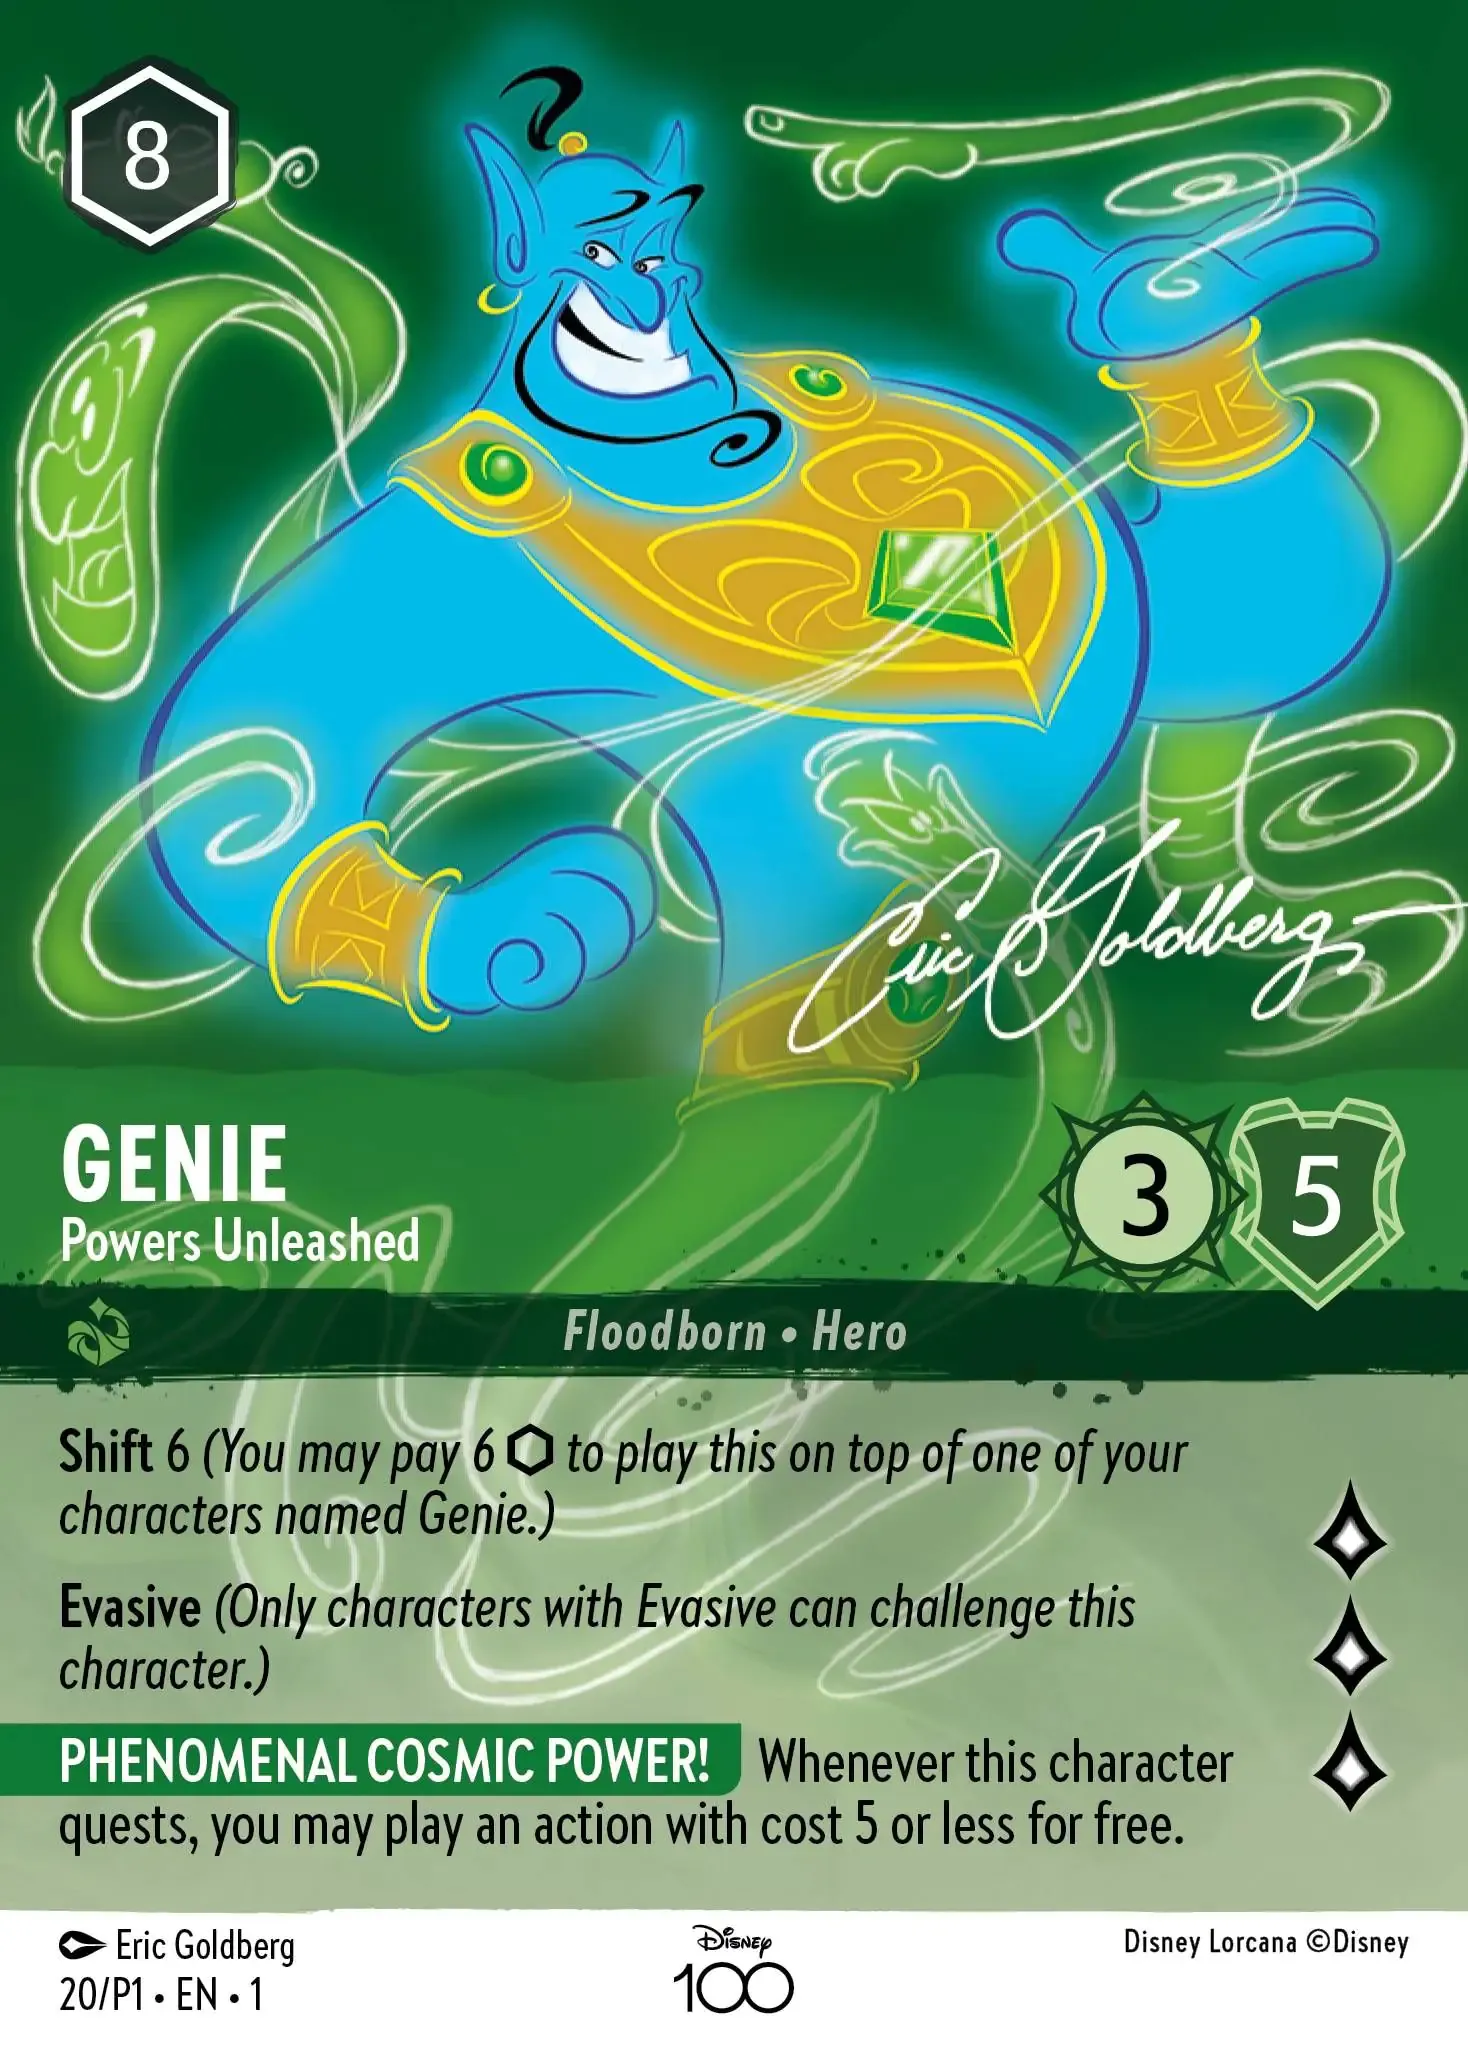 8
Eric Goldberg
GENIE
Powers Unleashed
3
5
Floodborn • Hero
Shift 6 (You may pay 6 ⬡ to play this on top of one of your
characters named Genie.)
Evasive (Only characters with Evasive can challenge this
character.)
PHENOMENAL COSMIC POWER! Whenever this character
quests, you may play an action with cost 5 or less for free.
Eric Goldberg
20/P1 • EN • 1
Disney
100
Disney Lorcana ©Disney